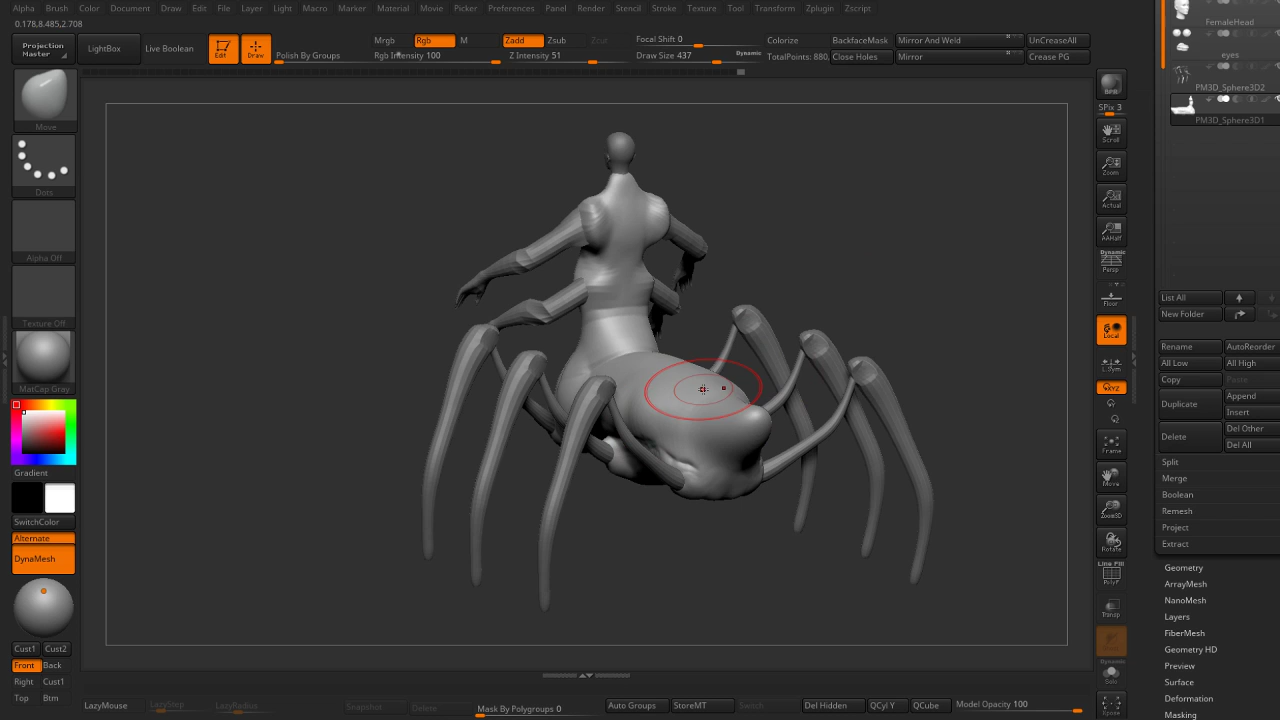 Alpha Brush Color Document Draw Edit File Layer Light Macro Marker Material Movie Picker Preferences Panel Render Stencil Stroke Texture Tool Transform Zplugin Zscript
0.178,8.485,2.708
Projection Master
LightBox
Live Boolean
Edit
Draw
Polish By Groups
Mrgb Rgb M
Rgb Intensity 100
Zadd Zsub Zcut
Z Intensity 51
Focal Shift 0
Draw Size 437
Dynamic
Colorize
TotalPoints: 880,
BackfaceMask
Close Holes
Mirror And Weld
Mirror
UnCreaseAll
Crease PG
Move
Dots
Alpha Off
Texture Off
MatCap Gray
Gradient
SwitchColor
Alternate
DynaMesh
Cust1 Cust2
Front Back
Right Cust1
Top Btm
BPR
SPix 3
Scroll
Zoom
Actual
AAHalf
Dynamic
Persp
Floor
Local
L.Sym
XYZ
Frame
Move
Zoom3D
Rotate
Line Fill
PolyF
Transp
Dynamic
Solo
Xpose
FemaleHead
eyes
PM3D_Sphere3D2
PM3D_Sphere3D1
List All
New Folder
Rename AutoReorder
All Low All High
Copy Paste
Duplicate Append
Insert
Delete Del Other
Del All
Split
Merge
Boolean
Remesh
Project
Extract
Geometry
ArrayMesh
NanoMesh
Layers
FiberMesh
Geometry HD
Preview
Surface
Deformation
Masking
LazyMouse
LazyStep
LazyRadius
Snapshot
Delete
Mask By Polygroups 0
Auto Groups
StoreMT
Switch
Del Hidden
QCyl Y
QCube
Model Opacity 100